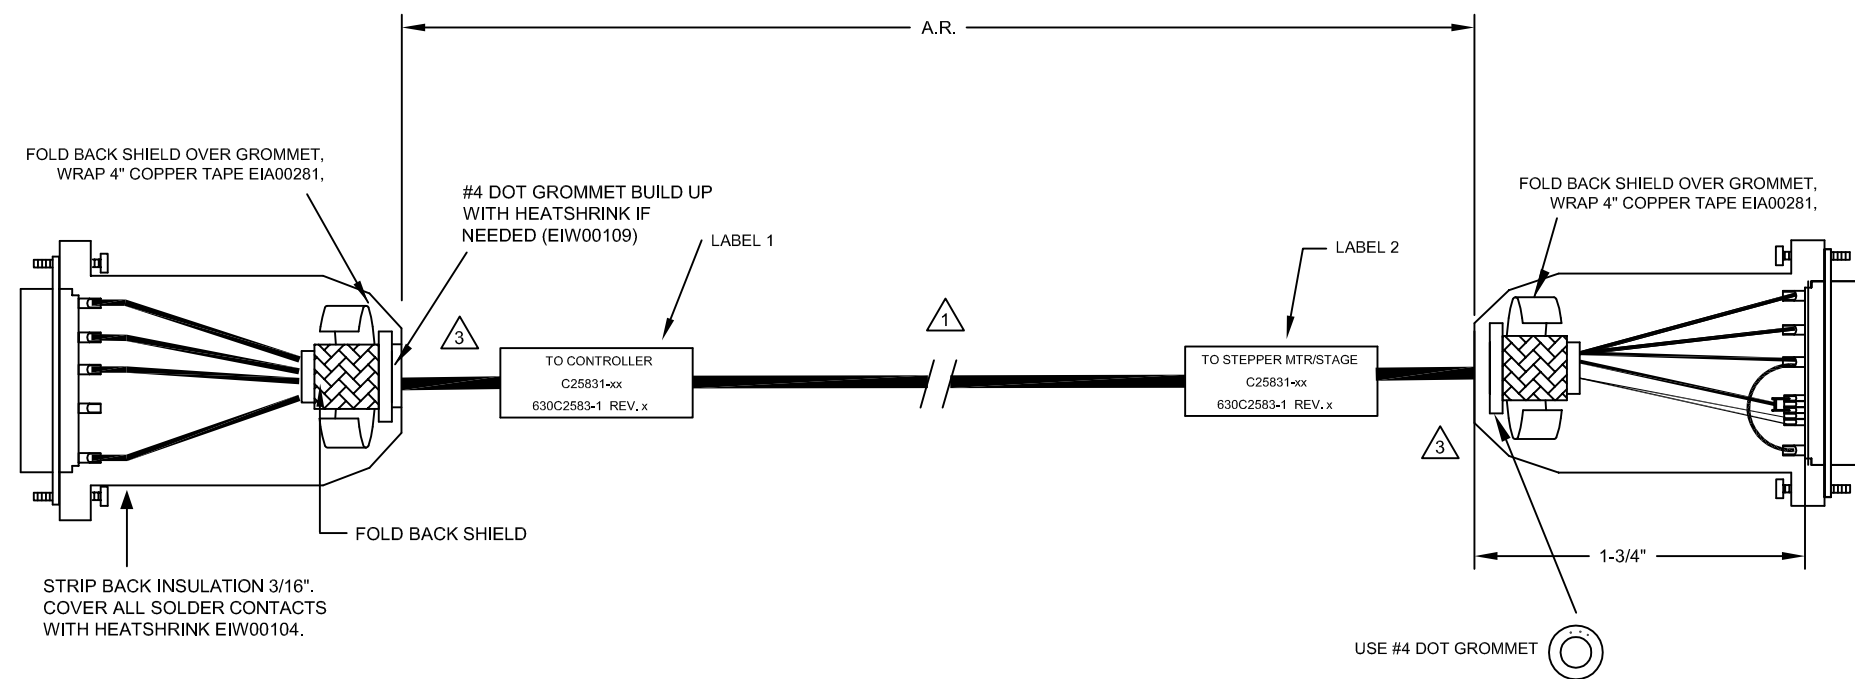 A.R.
FOLD BACK SHIELD OVER GROMMET,
WRAP 4" COPPER TAPE EIA00281,
#4 DOT GROMMET BUILD UP
WITH HEATSHRINK IF
NEEDED (EIW00109)
LABEL 1
LABEL 2
FOLD BACK SHIELD OVER GROMMET,
WRAP 4" COPPER TAPE EIA00281,
3
1
TO CONTROLLER
C25831-xx
630C2583-1 REV. x
TO STEPPER MTR/STAGE
C25831-xx
630C2583-1 REV. x
3
FOLD BACK SHIELD
1-3/4"
STRIP BACK INSULATION 3/16".
COVER ALL SOLDER CONTACTS
WITH HEATSHRINK EIW00104.
USE #4 DOT GROMMET